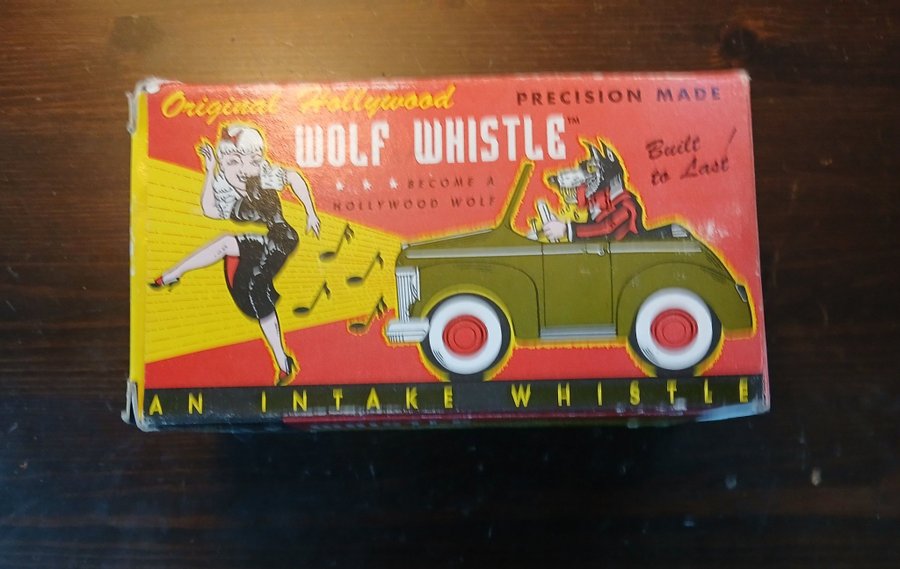 Original Hollywood
PRECISION MADE
WOLF WHISTLE™
Built
to Last!
★ ★ ★ BECOME A
HOLLYWOOD WOLF
AN INTAKE WHISTLE